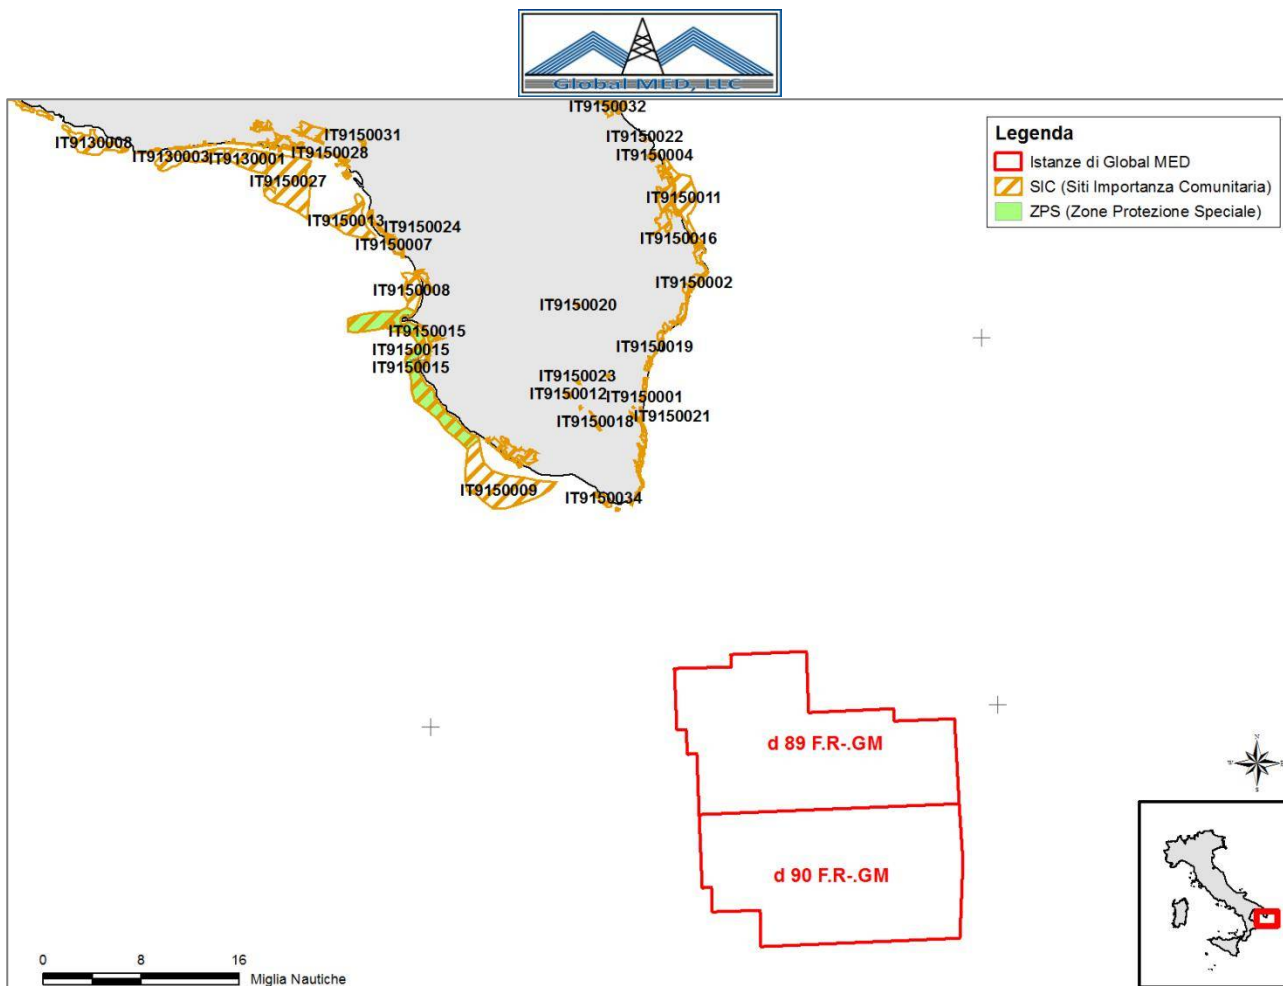 Global MED, LLC
IT9150032
IT9130008
IT9130003
IT9130001
IT9150031
IT9150028
IT9150027
IT9150022
IT9150004
IT9150011
IT9150013
IT9150024
IT9150007
IT9150016
IT9150008
IT9150002
IT9150020
IT9150015
IT9150015
IT9150015
IT9150019
IT9150023
IT9150012
IT9150001
IT9150018
IT9150021
IT9150009
IT9150034
Legenda
Istanze di Global MED
SIC (Siti Importanza Comunitaria)
ZPS (Zone Protezione Speciale)
d 89 F.R-.GM
d 90 F.R-.GM
0 8 16
Miglia Nautiche